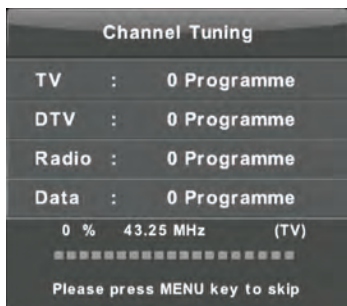 Channel Tuning
TV : 0 Programme
DTV : 0 Programme
Radio : 0 Programme
Data : 0 Programme
0 % 43.25 MHz (TV)
Please press MENU key to skip